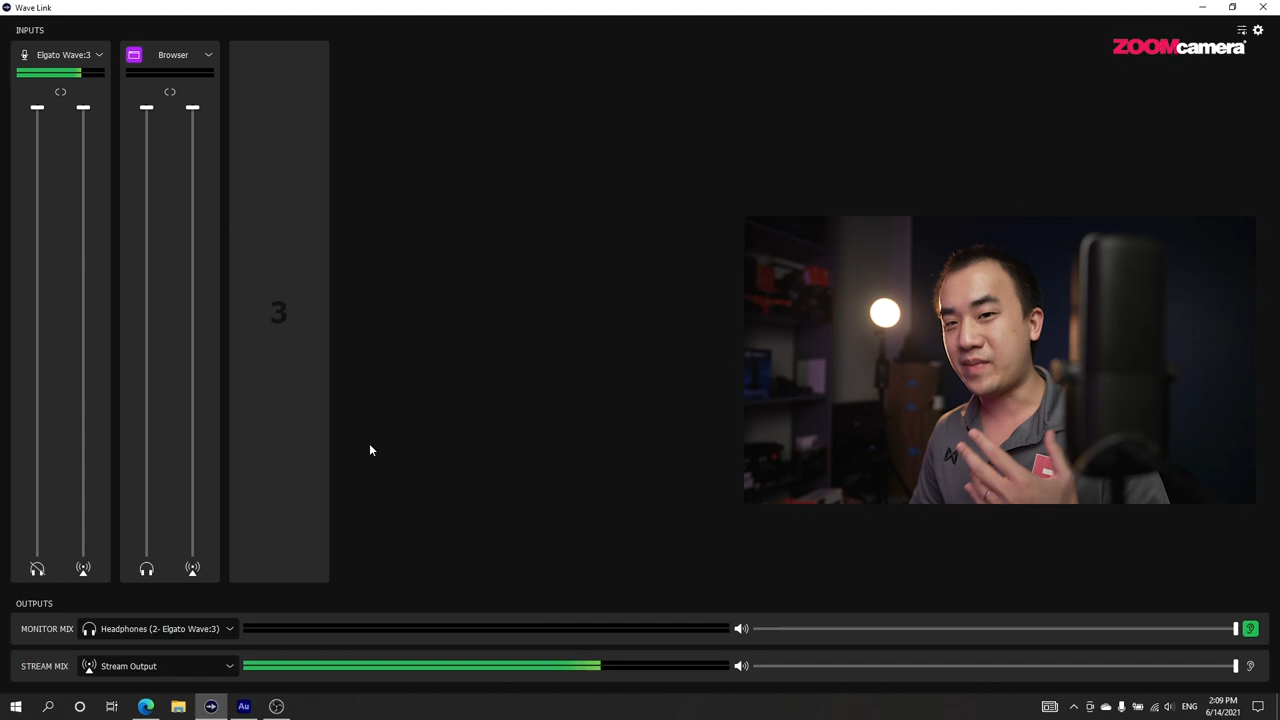 Wave Link
INPUTS
ZOOMcamera
Elgato Wave:3
Browser
3
OUTPUTS
MONITOR MIX
Headphones (2- Elgato Wave:3)
STREAM MIX
Stream Output
Au
ENG
2:09 PM
6/14/2021